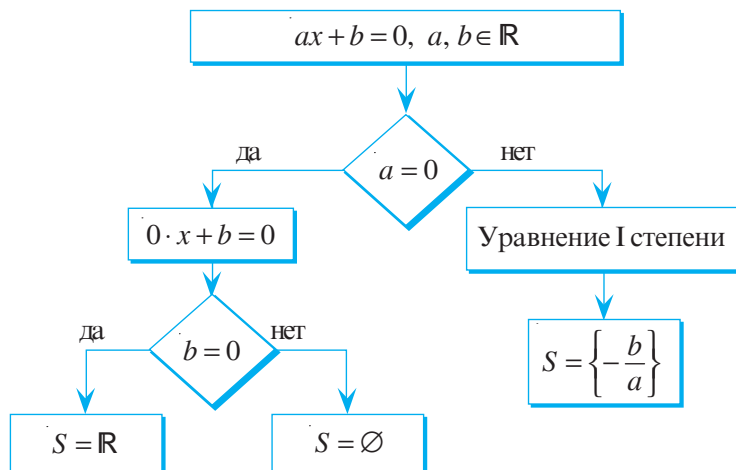 ax + b = 0, a, b ∈ ℝ
да
нет
a = 0
0 · x + b = 0
Уравнение I степени
да
нет
b = 0
S = {-b/a}
S = ℝ
S = ∅